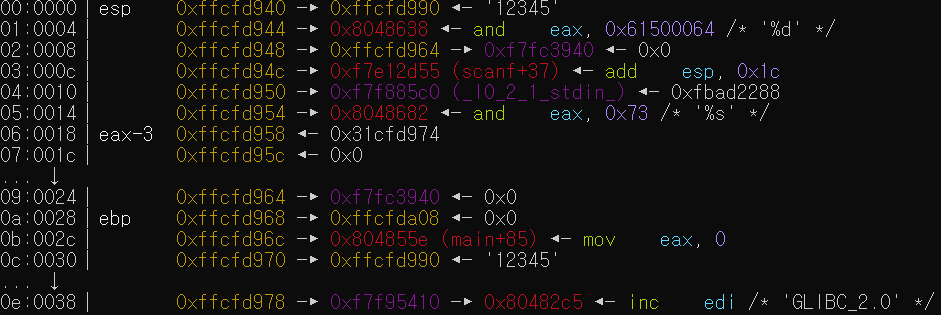 00:0000│ esp 0xffcfd940 —▸ 0xffcfd990 ◂— '12345'
01:0004│ 0xffcfd944 —▸ 0x8048638 ◂— and eax, 0x61500064 /* '%d' */
02:0008│ 0xffcfd948 —▸ 0xffcfd964 —▸ 0xf7fc3940 ◂— 0x0
03:000c│ 0xffcfd94c —▸ 0xf7e12d55 (scanf+37) ◂— add esp, 0x1c
04:0010│ 0xffcfd950 —▸ 0xf7f885c0 (_IO_2_1_stdin_) ◂— 0xfbad2288
05:0014│ 0xffcfd954 —▸ 0x8048682 ◂— and eax, 0x73 /* '%s' */
06:0018│ eax-3 0xffcfd958 ◂— 0x31cfd974
07:001c│ 0xffcfd95c ◂— 0x0
... ↓
09:0024│ 0xffcfd964 —▸ 0xf7fc3940 ◂— 0x0
0a:0028│ ebp 0xffcfd968 —▸ 0xffcfda08 ◂— 0x0
0b:002c│ 0xffcfd96c —▸ 0x804855e (main+85) ◂— mov eax, 0
0c:0030│ 0xffcfd970 —▸ 0xffcfd990 ◂— '12345'
... ↓
0e:0038│ 0xffcfd978 —▸ 0xf7f95410 —▸ 0x80482c5 ◂— inc edi /* 'GLIBC_2.0' */